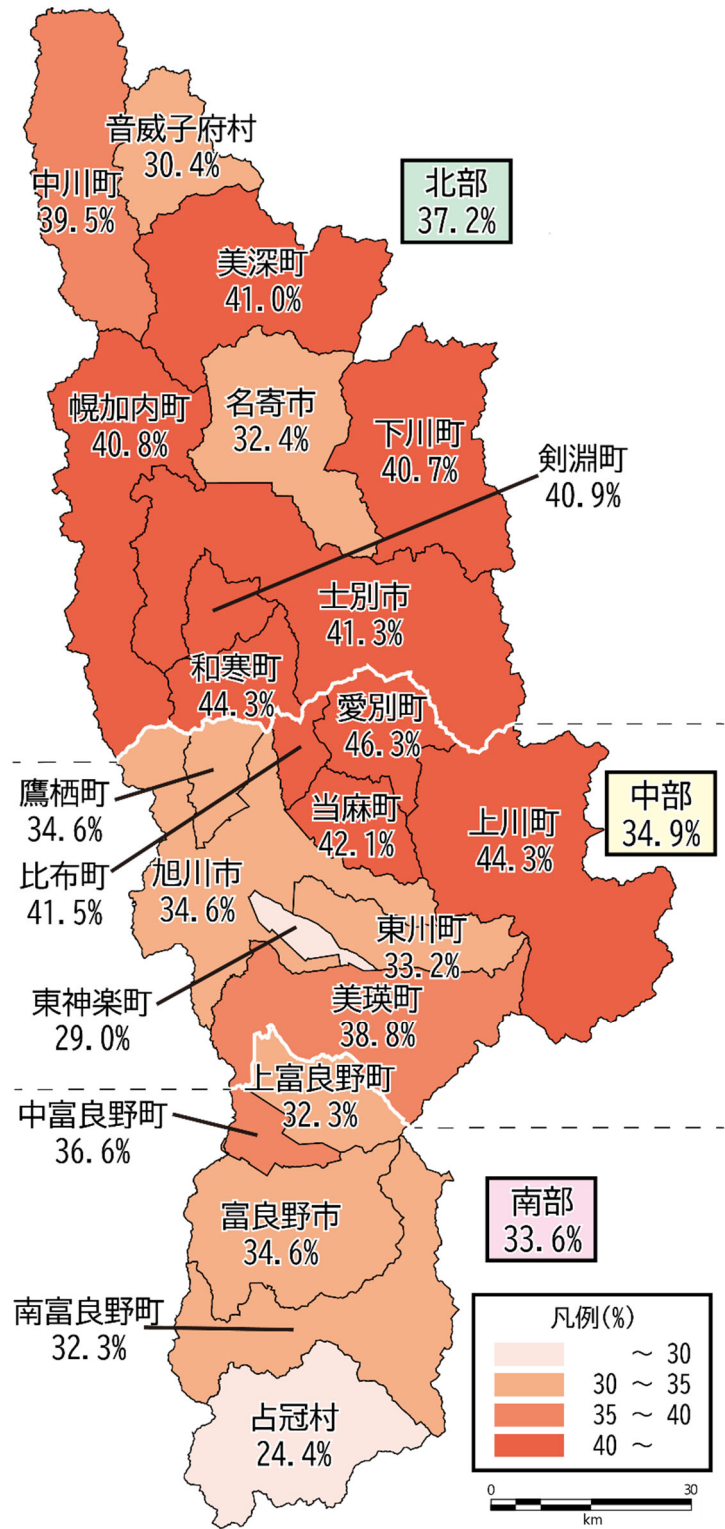 音威子府村
30.4%
中川町
39.5%
北部
37.2%
美深町
41.0%
幌加内町
40.8%
名寄市
32.4%
下川町
40.7%
剣淵町
40.9%
士別市
41.3%
和寒町
44.3%
愛別町
46.3%
鷹栖町
34.6%
当麻町
42.1%
上川町
44.3%
中部
34.9%
比布町
41.5%
旭川市
34.6%
東川町
33.2%
東神楽町
29.0%
美瑛町
38.8%
上富良野町
32.3%
中富良野町
36.6%
富良野市
34.6%
南部
33.6%
南富良野町
32.3%
占冠村
24.4%
凡例(%)
～ 30
30 ～ 35
35 ～ 40
40 ～
0 30
km